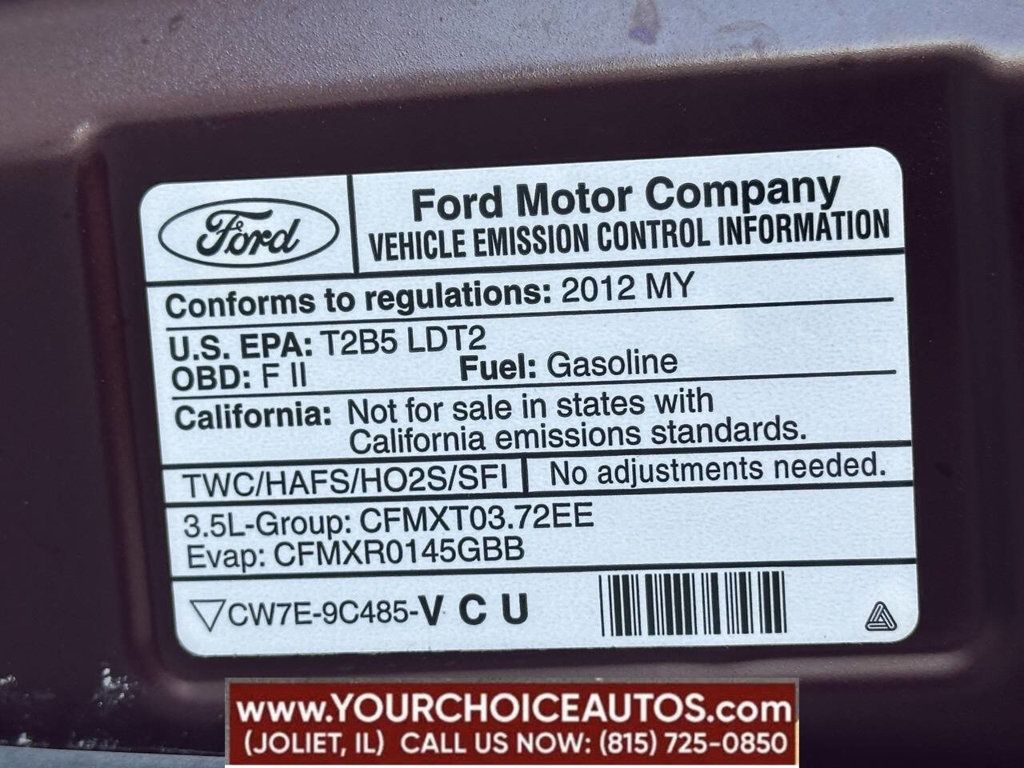 Ford
Ford Motor Company
VEHICLE EMISSION CONTROL INFORMATION
Conforms to regulations: 2012 MY
U.S. EPA: T2B5 LDT2
OBD: F II Fuel: Gasoline
California: Not for sale in states with
California emissions standards.
TWC/HAFS/HO2S/SFI No adjustments needed.
3.5L-Group: CFMXT03.72EE
Evap: CFMXR0145GBB
CW7E-9C485-V C U
www.YOURCHOICEAUTOS.com
(JOLIET, IL) CALL US NOW: (815) 725-0850